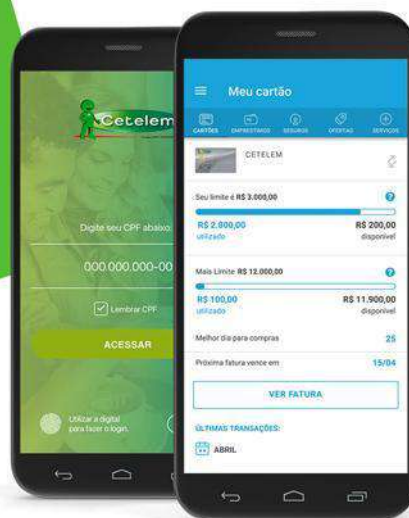 Cetelem
Digite seu CPF abaixo:
000.000.000-00
Lembrar CPF
ACESSAR
Utilizar a digital
para fazer o login.
Meu cartão
CARTÕES EMPRÉSTIMOS SEGUROS OFERTAS SERVIÇOS
CETELEM
Seu limite é R$ 3.000,00
R$ 2.800,00 R$ 200,00
utilizado disponível
Mais Limite R$ 12.000,00
R$ 100,00 R$ 11.900,00
utilizado disponível
Melhor dia para compras 25
Próxima fatura vence em 15/04
VER FATURA
ÚLTIMAS TRANSAÇÕES:
ABRIL